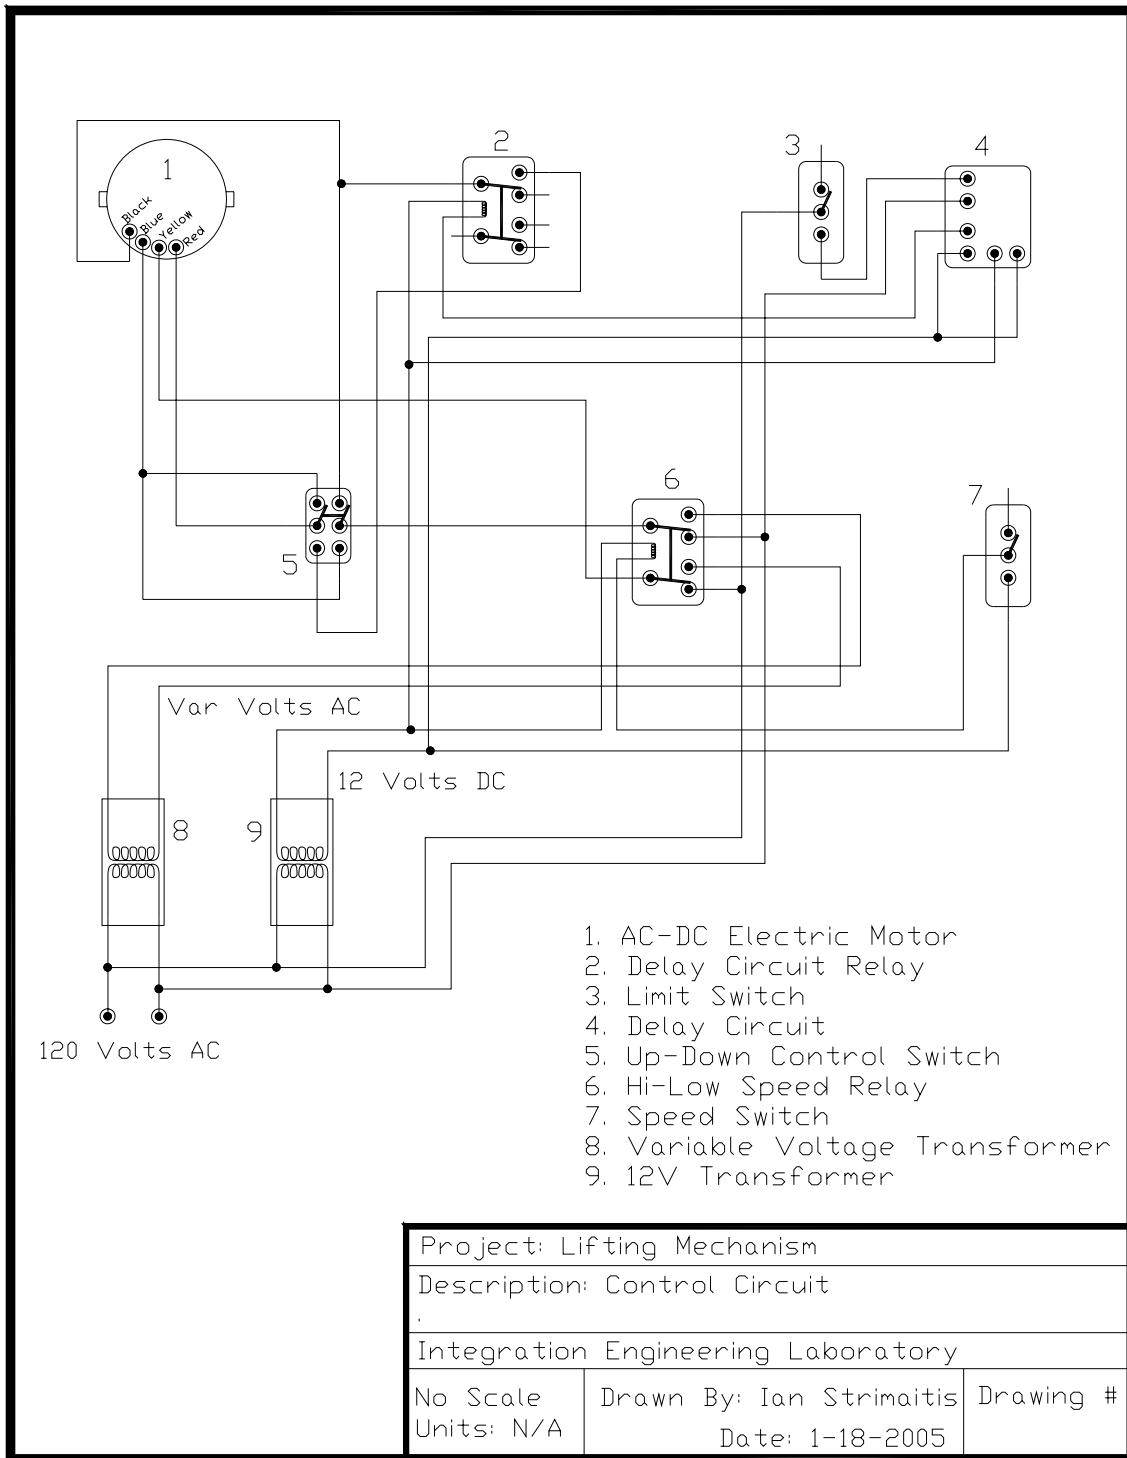 1
2
3
4
Black
Blue
Yellow
Red
5
6
7
Var Volts AC
12 Volts DC
8
9
120 Volts AC
1. AC-DC Electric Motor
2. Delay Circuit Relay
3. Limit Switch
4. Delay Circuit
5. Up-Down Control Switch
6. Hi-Low Speed Relay
7. Speed Switch
8. Variable Voltage Transformer
9. 12V Transformer
Project: Lifting Mechanism
Description: Control Circuit
.
Integration Engineering Laboratory
No Scale
Units: N/A
Drawn By: Ian Strimaitis
Date: 1-18-2005
Drawing #